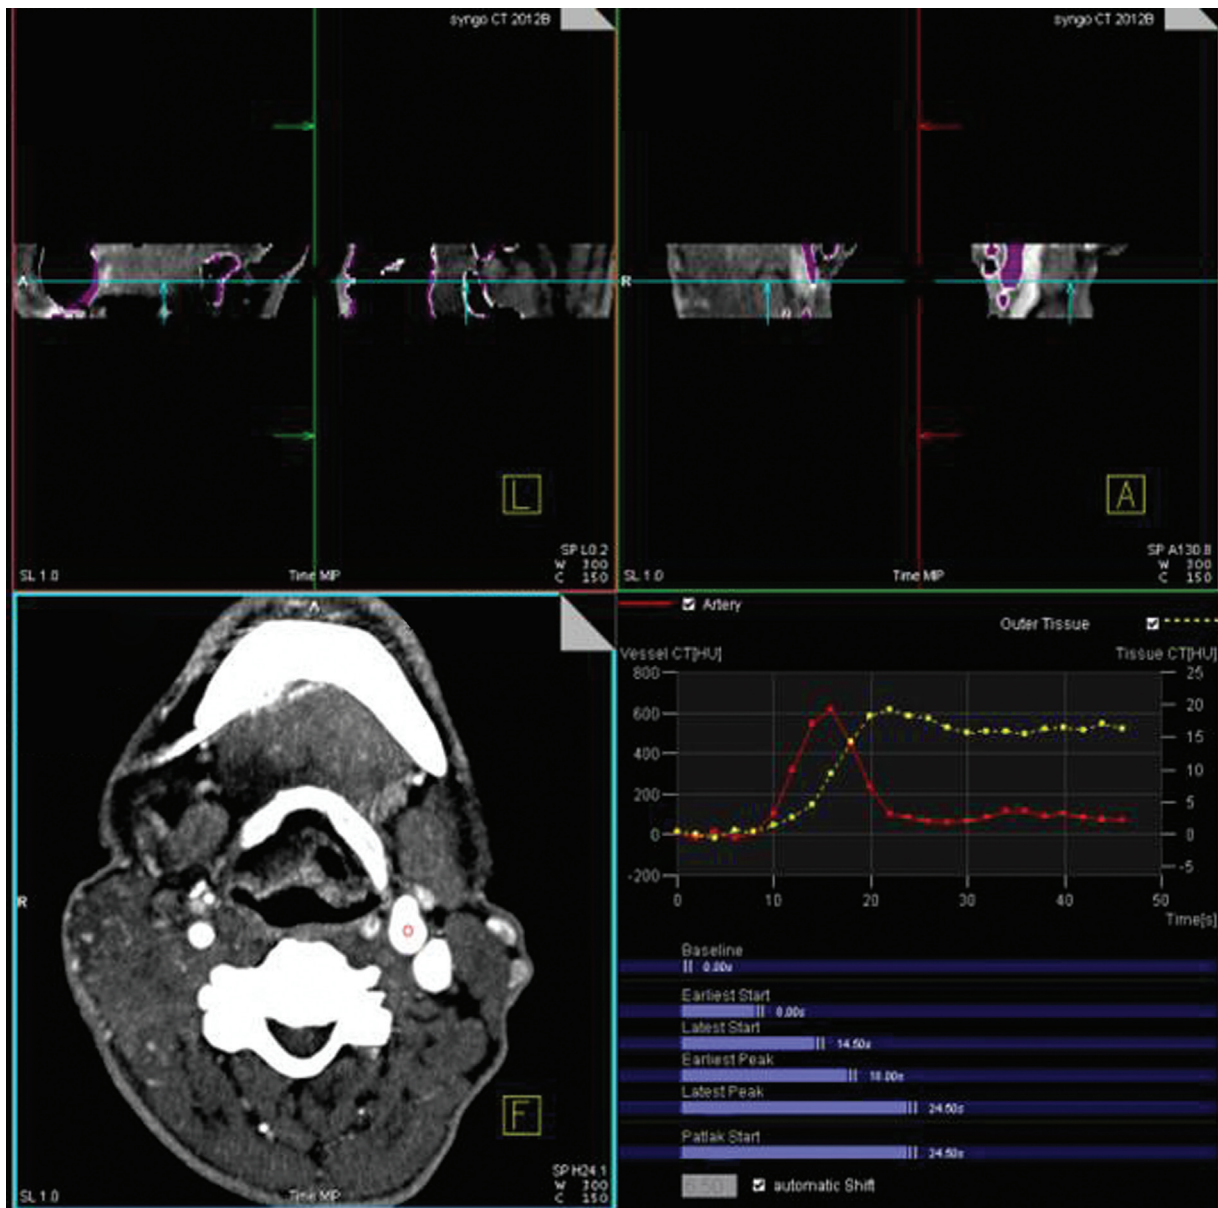 syngo CT 2012B
syngo CT 2012B
A
R
L
A
SP L0.2
W 300
C 150
SL 1.0
Time MIP
SP A130.8
W 300
C 150
SL 1.0
Time MIP
A
Artery
Outer Tissue
Vessel CT[HU]
Tissue CT[HU]
800
600
400
200
0
-200
25
20
15
10
5
0
-5
0 10 20 30 40 50
Time[s]
R
Baseline
0.00s
Earliest Start
8.00s
Latest Start
14.50s
Earliest Peak
18.00s
Latest Peak
24.50s
Patlak Start
24.50s
6.50
automatic Shift
F
SP H24.1
W 300
C 150
SL 1.0
Time MIP